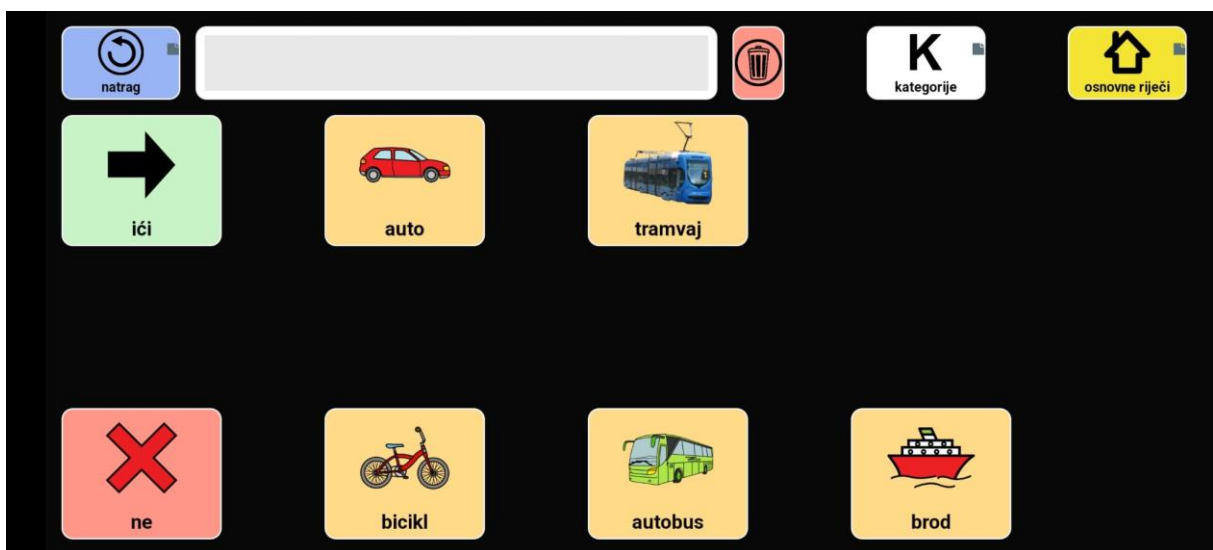 natrag
K
kategorije
osnovne riječi
ići
auto
tramvaj
ne
bicikl
autobus
brod